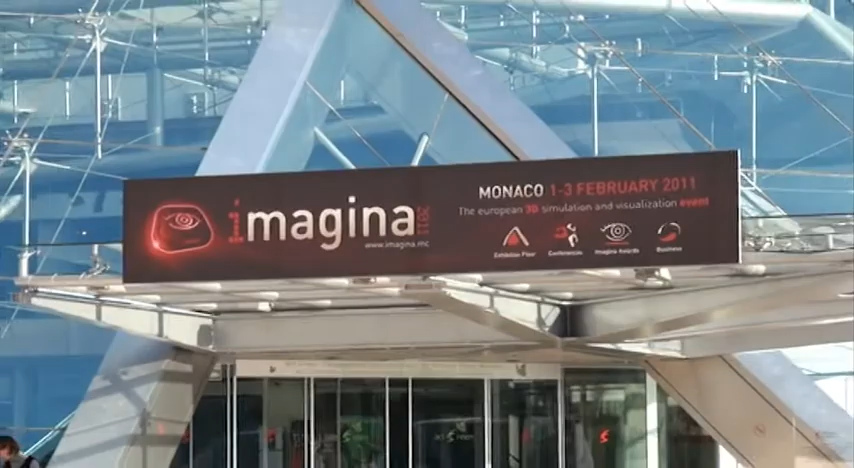 imagina 2011
www.imagina.mc
MONACO 1-3 FEBRUARY 2011
The european 3D simulation and visualization event
Exhibition Floor
Conferences
Imagina Awards
Business